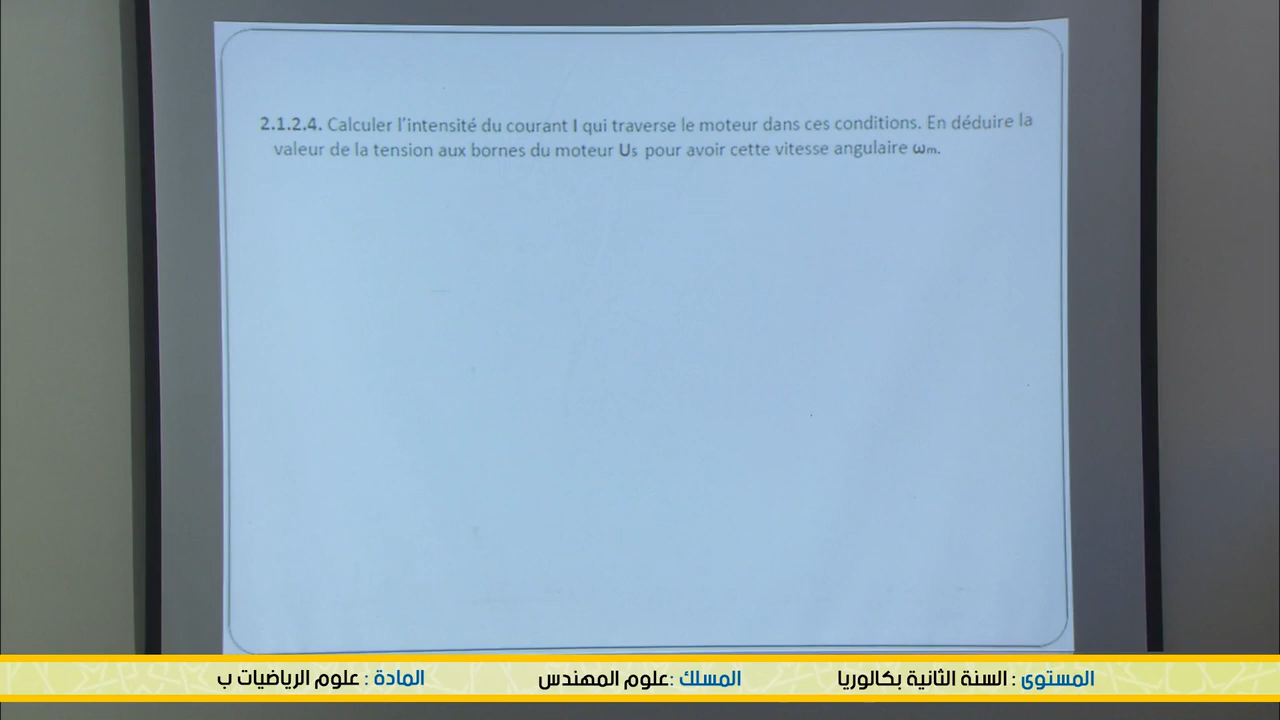 2.1.2.4. Calculer l'intensité du courant I qui traverse le moteur dans ces conditions. En déduire la
valeur de la tension aux bornes du moteur Us pour avoir cette vitesse angulaire ωm.
المستوى : السنة الثانية بكالوريا المسلك :علوم المهندس المادة : علوم الرياضيات ب